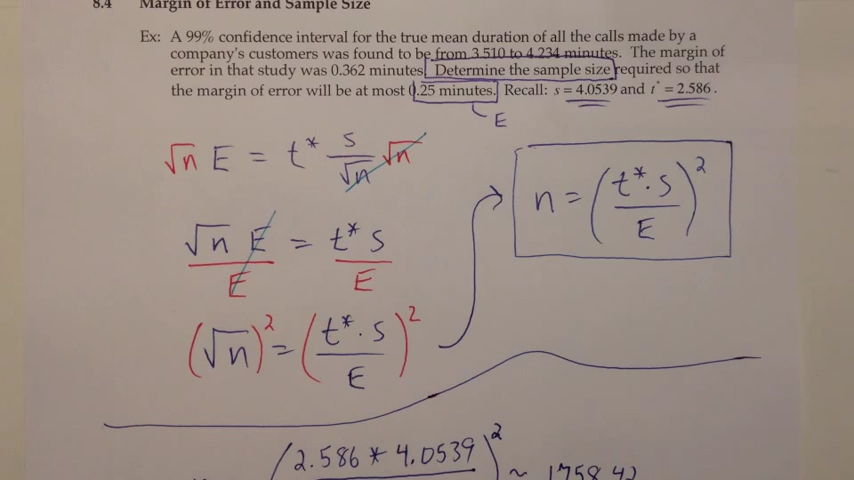 8.4 Margin of Error and Sample Size
Ex: A 99% confidence interval for the true mean duration of all the calls made by a
company's customers was found to be from 3.510 to 4.234 minutes. The margin of
error in that study was 0.362 minutes. Determine the sample size required so that
the margin of error will be at most 0.25 minutes. Recall: s = 4.0539 and t* = 2.586.
E
√n E = t* s/√n √n
√n E / E = t* s / E
(√n)² = (t* · s / E)²
n = (t* · s / E)²
(2.586 * 4.0539)² ~ 1758.42